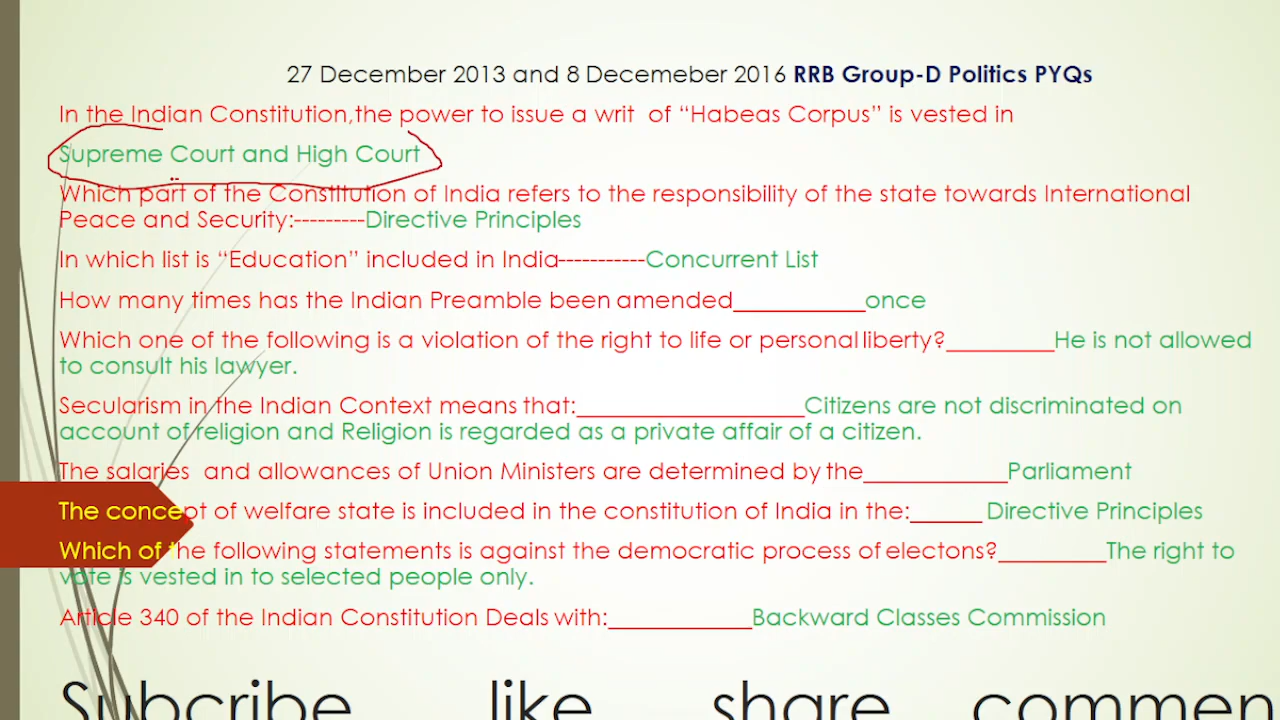 27 December 2013 and 8 Decemeber 2016 RRB Group-D Politics PYQs
In the Indian Constitution,the power to issue a writ of “Habeas Corpus” is vested in
Supreme Court and High Court
Which part of the Constitution of India refers to the responsibility of the state towards International
Peace and Security:---------Directive Principles
In which list is “Education” included in India-----------Concurrent List
How many times has the Indian Preamble been amended__________once
Which one of the following is a violation of the right to life or personal liberty?________He is not allowed
to consult his lawyer.
Secularism in the Indian Context means that:_________________Citizens are not discriminated on
account of religion and Religion is regarded as a private affair of a citizen.
The salaries and allowances of Union Ministers are determined by the___________Parliament
The concept of welfare state is included in the constitution of India in the:_____ Directive Principles
Which of the following statements is against the democratic process of electons?________The right to
vote is vested in to selected people only.
Article 340 of the Indian Constitution Deals with:___________Backward Classes Commission
Subcribe like share commen